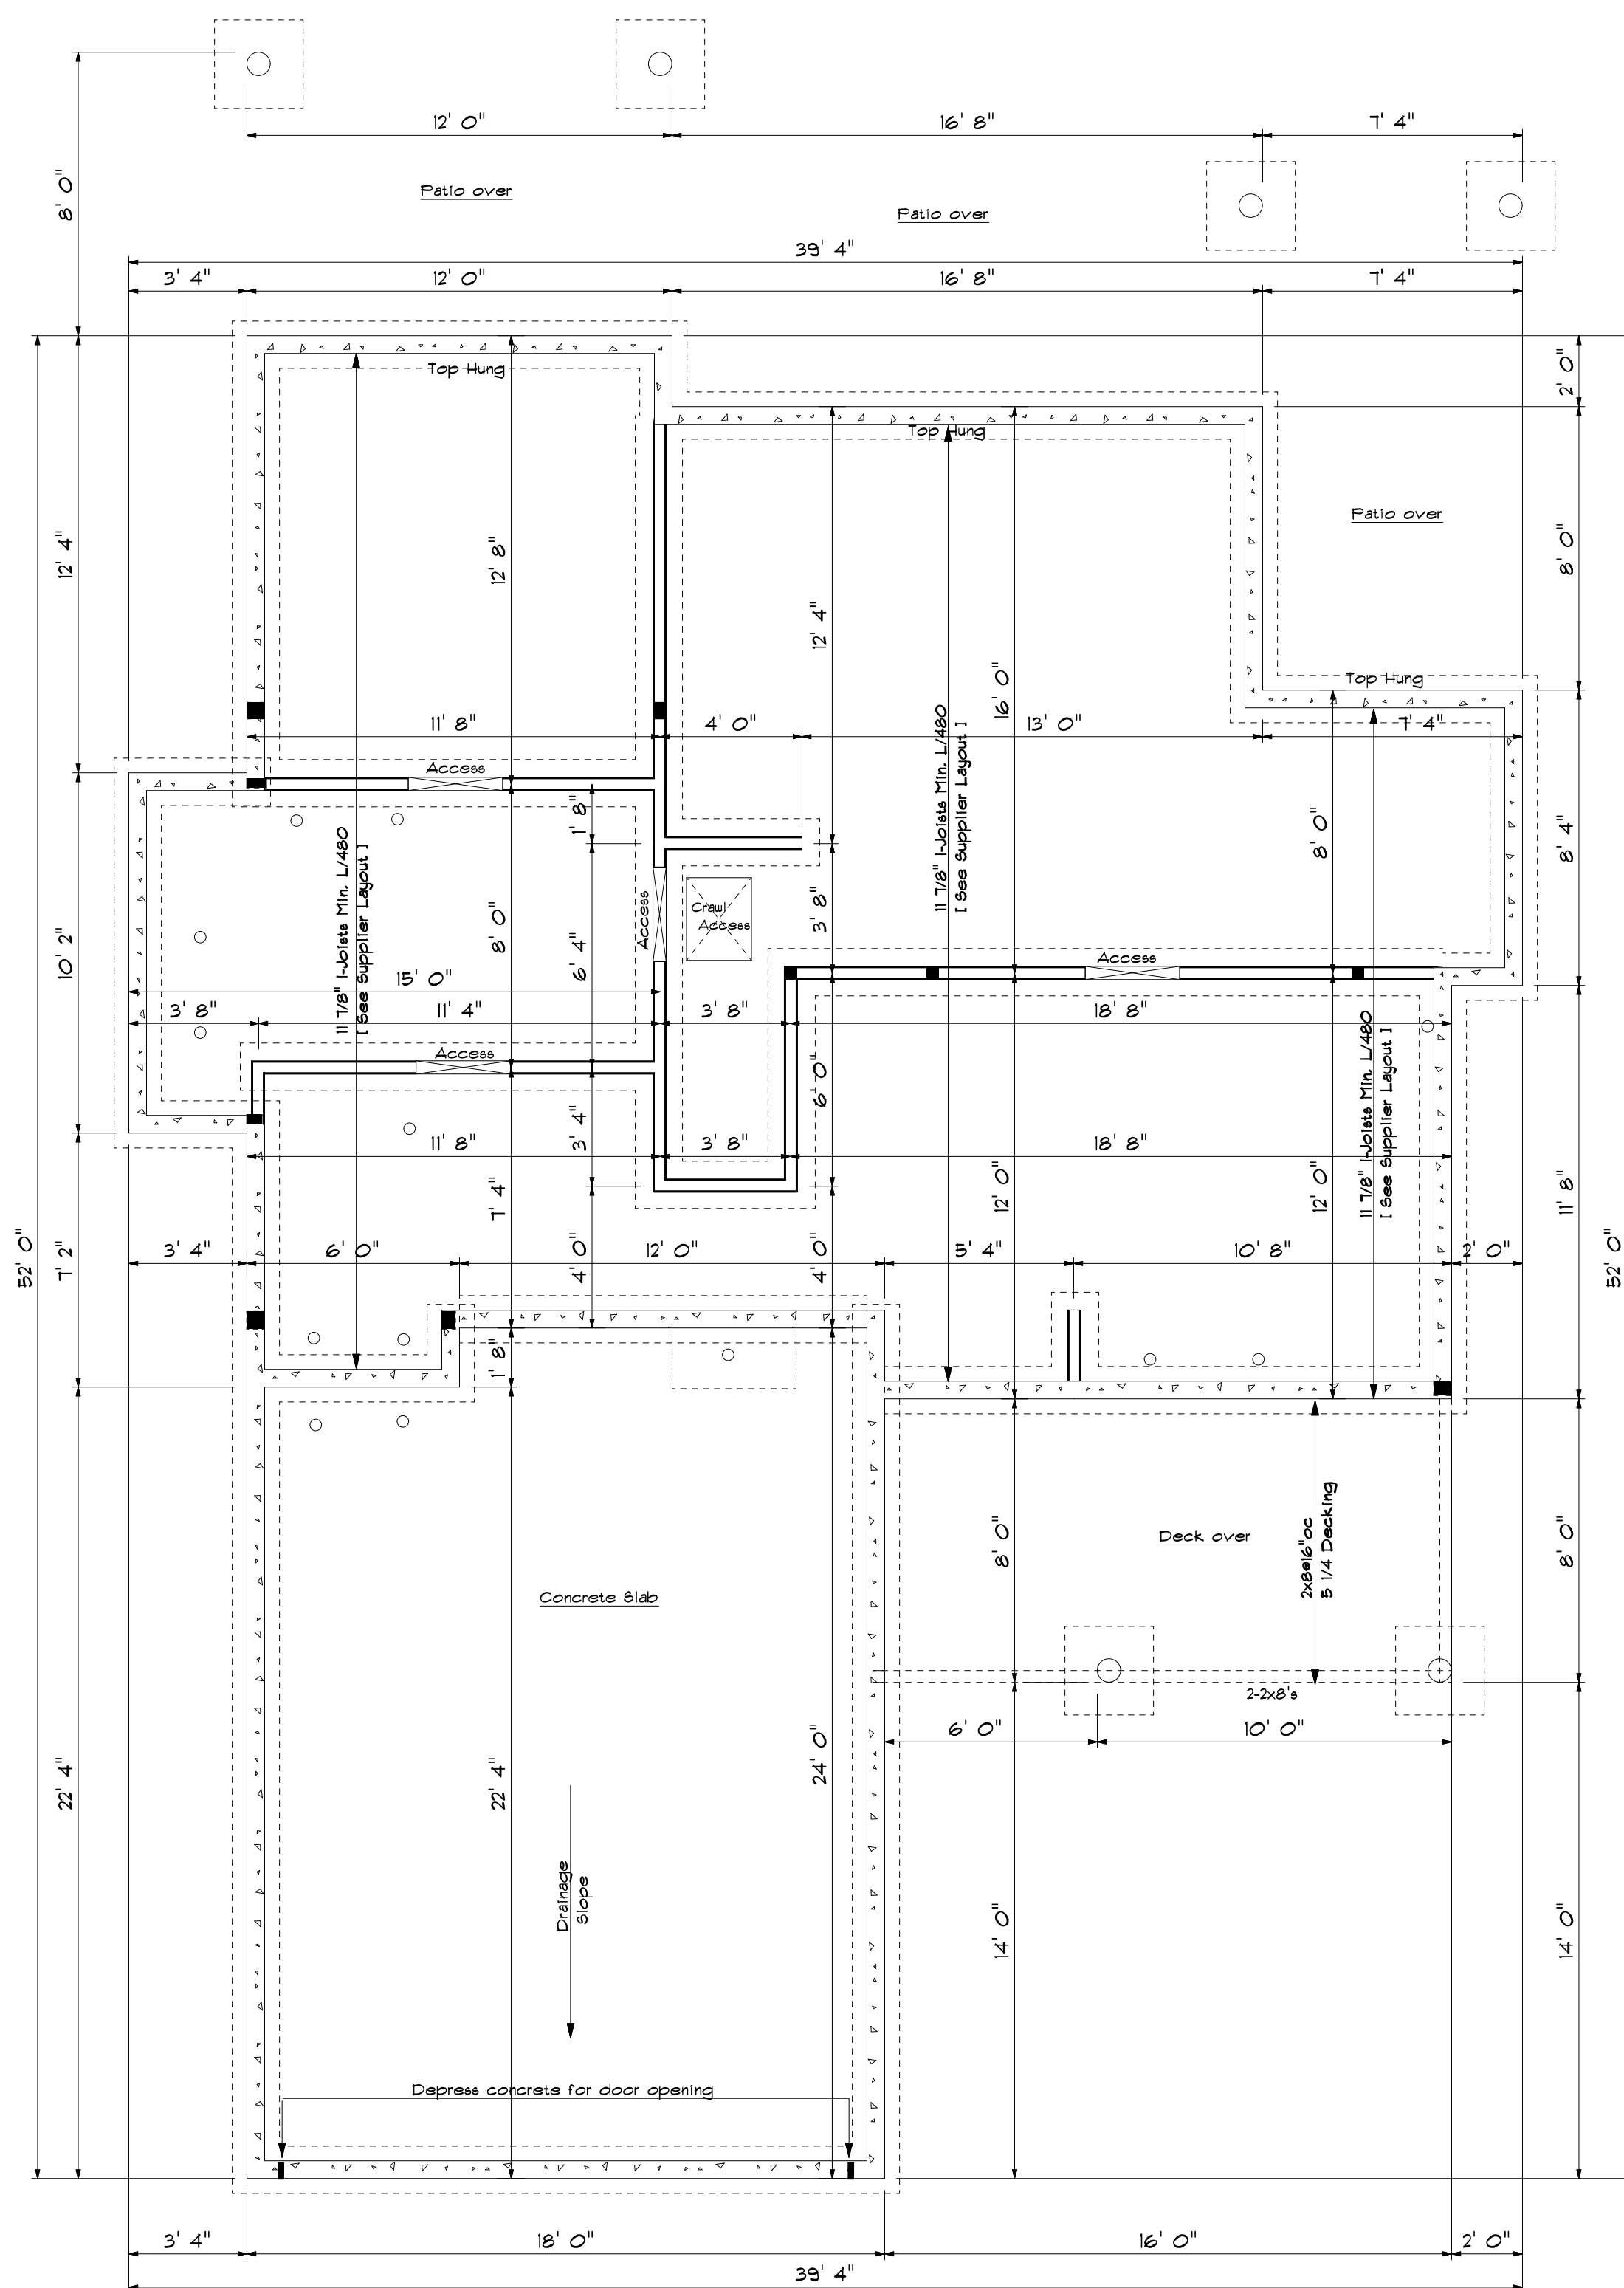 12' 0"
16' 8"
7' 4"
8' 0"
Patio over
Patio over
39' 4"
3' 4"
12' 0"
16' 8"
7' 4"
2' 0"
Top Hung
Top Hung
12' 4"
12' 8"
Patio over
8' 0"
12' 4"
16' 0"
Top Hung
11' 8"
4' 0"
13' 0"
7' 4"
Access
1' 8"
11 7/8" I-Joists Min. L/480
[ See Supplier Layout ]
11 7/8" I-Joists Min. L/480
[ See Supplier Layout ]
8' 0"
8' 4"
Crawl
Access
Access
3' 8"
10' 2"
8' 0"
6' 4"
Access
15' 0"
3' 8"
11' 4"
3' 8"
18' 8"
Access
6' 0"
11 7/8" I-Joists Min. L/480
[ See Supplier Layout ]
3' 4"
11' 8"
3' 8"
18' 8"
7' 4"
12' 0"
12' 0"
11' 8"
52' 0"
7' 2"
3' 4"
6' 0"
4' 0"
12' 0"
4' 0"
5' 4"
10' 8"
2' 0"
52' 0"
1' 8"
8' 0"
Deck over
2x8@16"oc
5 1/4 Decking
8' 0"
Concrete Slab
2-2x8's
6' 0"
10' 0"
22' 4"
22' 4"
24' 0"
Drainage
Slope
14' 0"
14' 0"
Depress concrete for door opening
3' 4"
18' 0"
16' 0"
2' 0"
39' 4"